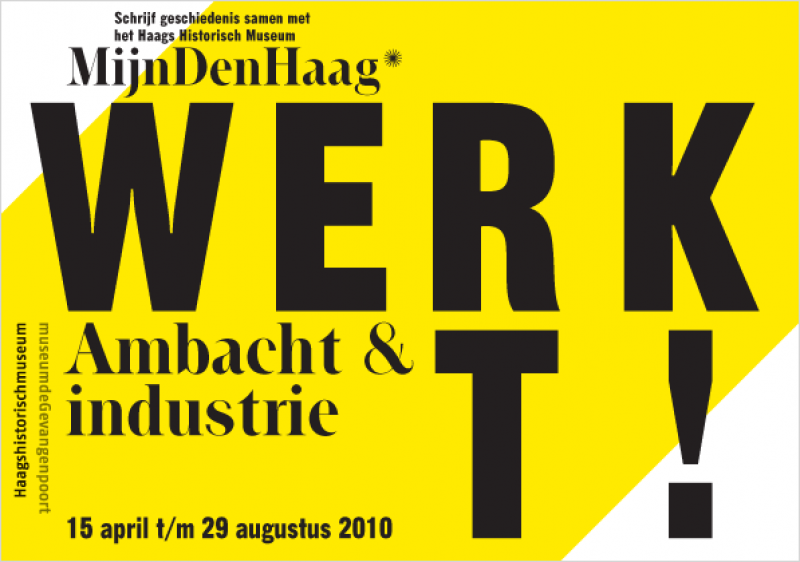 Schrijf geschiedenis samen met
het Haags Historisch Museum
MijnDenHaag*
WERK
T!
Ambacht &
industrie
15 april t/m 29 augustus 2010
Haagshistorischmuseum
museumdeGevangenpoort